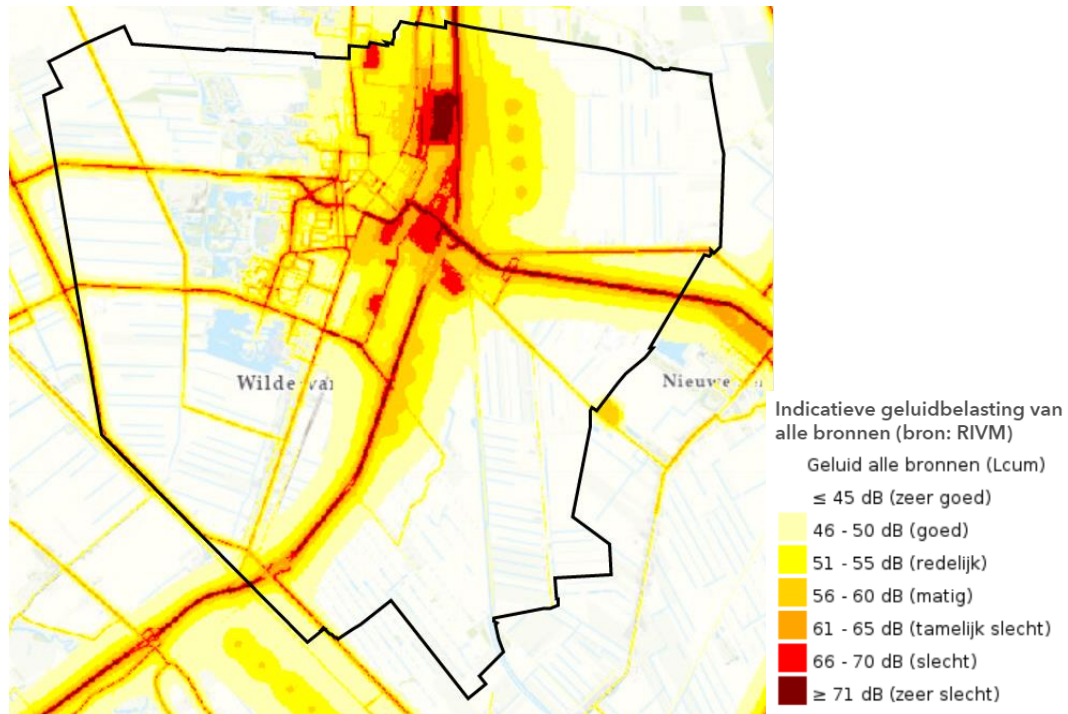 Wilde
Nieuwe
Indicatieve geluidbelasting van
alle bronnen (bron: RIVM)
Geluid alle bronnen (Lcum)
≤ 45 dB (zeer goed)
46 - 50 dB (goed)
51 - 55 dB (redelijk)
56 - 60 dB (matig)
61 - 65 dB (tamelijk slecht)
66 - 70 dB (slecht)
≥ 71 dB (zeer slecht)